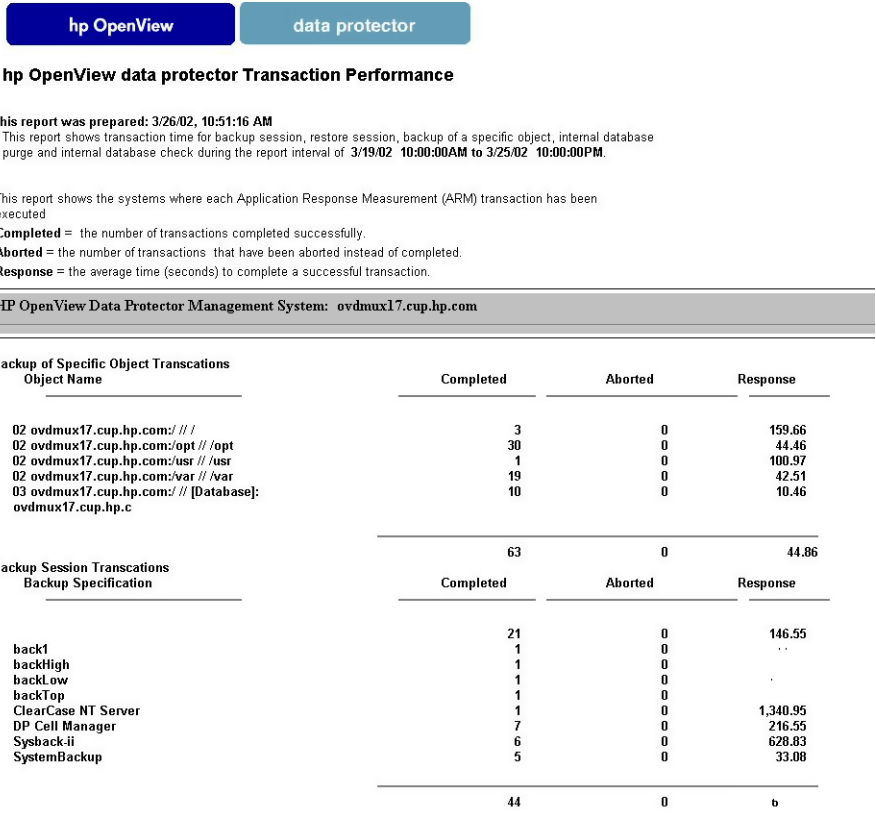 hp OpenView data protector
hp OpenView data protector Transaction Performance
his report was prepared: 3/26/02, 10:51:16 AM
This report shows transaction time for backup session, restore session, backup of a specific object, internal database
purge and internal database check during the report interval of 3/19/02 10:00:00AM to 3/25/02 10:00:00PM.
This report shows the systems where each Application Response Measurement (ARM) transaction has been
executed
Completed = the number of transactions completed successfully.
Aborted = the number of transactions that have been aborted instead of completed.
Response = the average time (seconds) to complete a successful transaction.
HP OpenView Data Protector Management System: ovdmux17.cup.hp.com
ackup of Specific Object Transcations
Object Name Completed Aborted Response
02 ovdmux17.cup.hp.com:/ // / 3 0 159.66
02 ovdmux17.cup.hp.com:/opt // /opt 30 0 44.46
02 ovdmux17.cup.hp.com:/usr // /usr 1 0 100.97
02 ovdmux17.cup.hp.com:/var // /var 19 0 42.51
03 ovdmux17.cup.hp.com:/ // [Database]: 10 0 10.46
ovdmux17.cup.hp.c
63 0 44.86
ackup Session Transcations
Backup Specification Completed Aborted Response
21 0 146.55
back1 1 0
backHigh 1 0
backLow 1 0
backTop 1 0
ClearCase NT Server 1 0 1,340.95
DP Cell Manager 7 0 216.55
Sysback-ii 6 0 628.83
SystemBackup 5 0 33.08
44 0